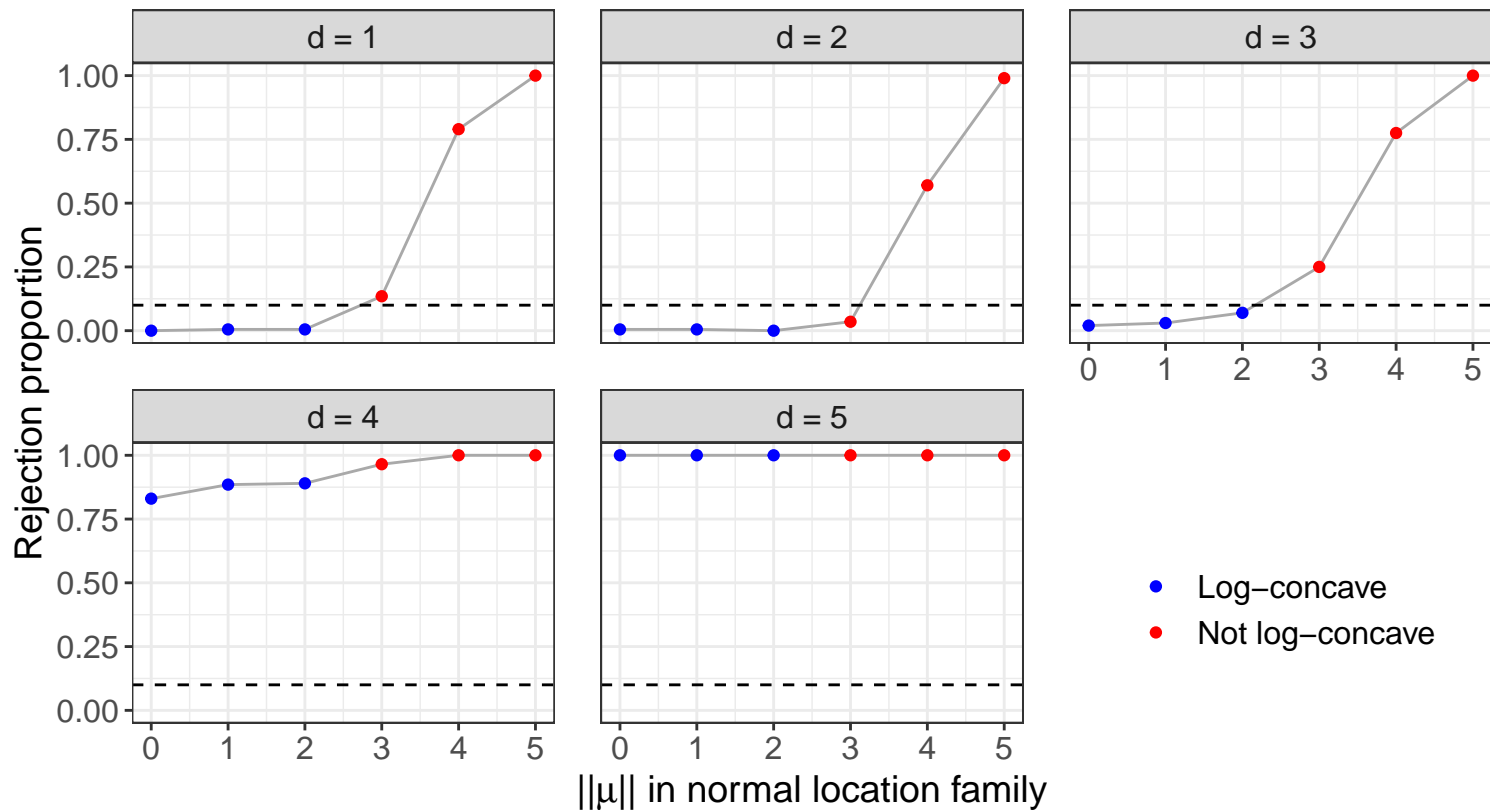 d = 1
d = 2
d = 3
1.00
0.75
0.50
0.25
0.00
0 1 2 3 4 5
d = 4
d = 5
1.00
0.75
0.50
0.25
0.00
0 1 2 3 4 5
0 1 2 3 4 5
Rejection proportion
||μ|| in normal location family
Log−concave
Not log−concave